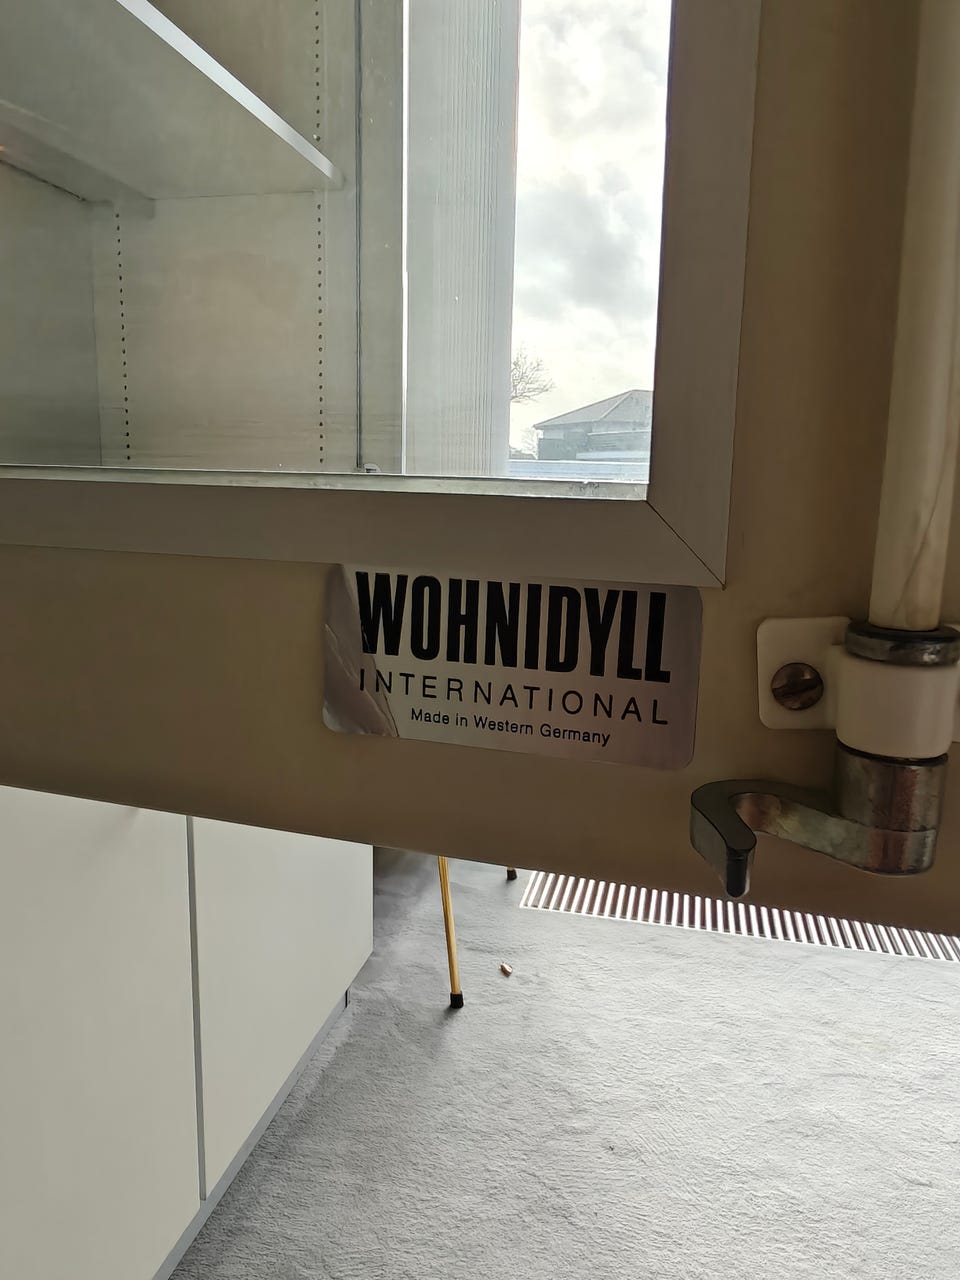 WOHNIDYLL
INTERNATIONAL
Made in Western Germany